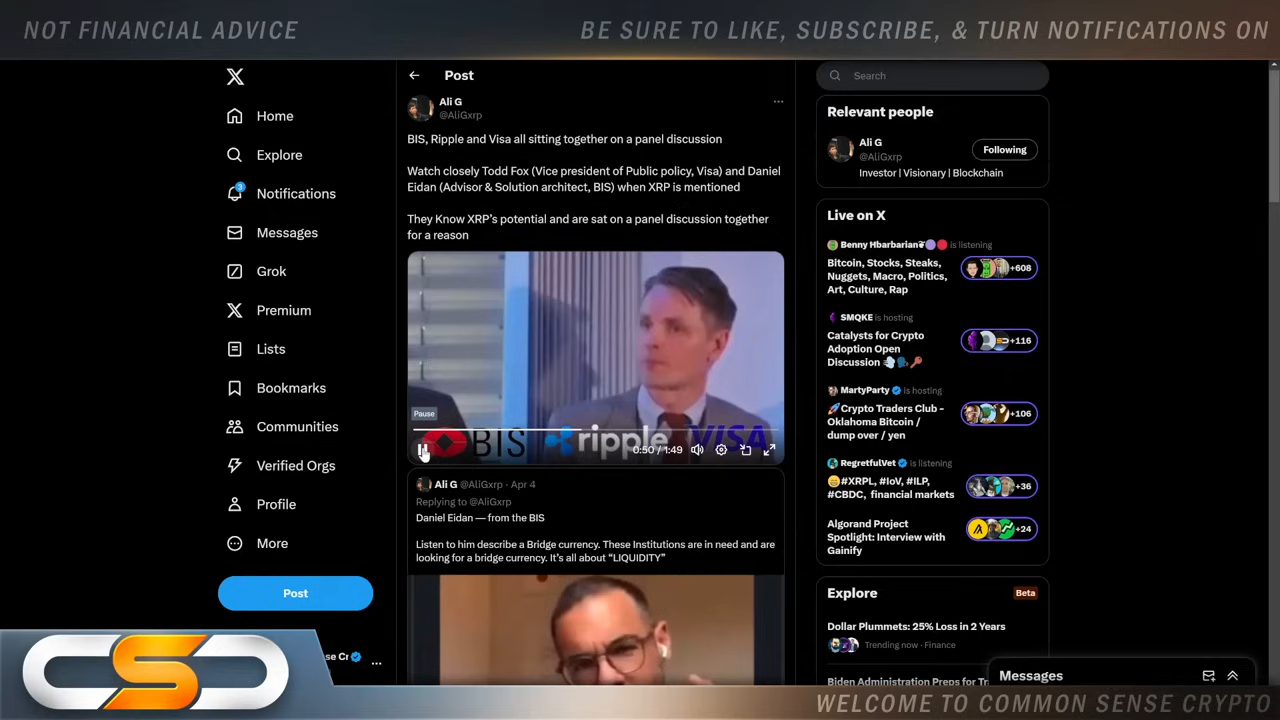 NOT FINANCIAL ADVICE
BE SURE TO LIKE, SUBSCRIBE, & TURN NOTIFICATIONS ON
Home
Explore
Notifications
3
Messages
Grok
Premium
Lists
Bookmarks
Communities
Verified Orgs
Profile
More
Post
se Cr
Post
Ali G
@AliGxrp
BIS, Ripple and Visa all sitting together on a panel discussion
Watch closely Todd Fox (Vice president of Public policy, Visa) and Daniel
Eidan (Advisor & Solution architect, BIS) when XRP is mentioned
They Know XRP's potential and are sat on a panel discussion together
for a reason
Pause
BIS ripple VISA
0:50 / 1:49
Ali G @AliGxrp · Apr 4
Replying to @AliGxrp
Daniel Eidan — from the BIS
Listen to him describe a Bridge currency. These Institutions are in need and are
looking for a bridge currency. It's all about “LIQUIDITY”
Search
Relevant people
Ali G
@AliGxrp
Following
Investor | Visionary | Blockchain
Live on X
Benny Hbarbarian is listening
Bitcoin, Stocks, Steaks,
Nuggets, Macro, Politics,
Art, Culture, Rap
+608
SMQKE is hosting
Catalysts for Crypto
Adoption Open
Discussion
+116
MartyParty is hosting
Crypto Traders Club -
Oklahoma Bitcoin /
dump over / yen
+106
RegretfulVet is listening
#XRPL, #IoV, #ILP,
#CBDC, financial markets
+36
Algorand Project
Spotlight: Interview with
Gainify
+24
Explore
Beta
Dollar Plummets: 25% Loss in 2 Years
Trending now · Finance
Biden Administration Preps for Tr
Messages
CSC
WELCOME TO COMMON SENSE CRYPTO